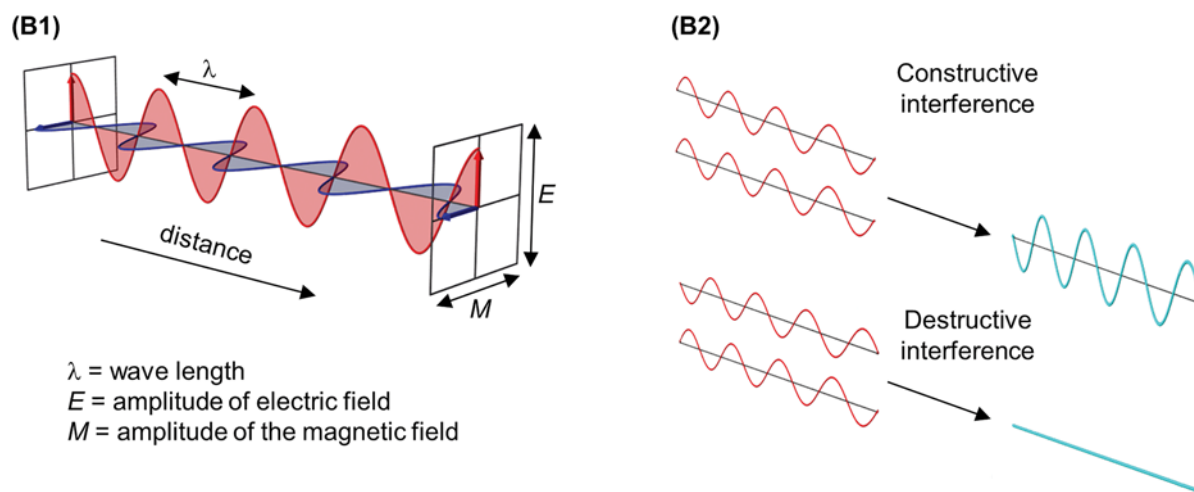 (B1)
λ
E
distance
M
λ = wave length
E = amplitude of electric field
M = amplitude of the magnetic field
(B2)
Constructive
interference
Destructive
interference